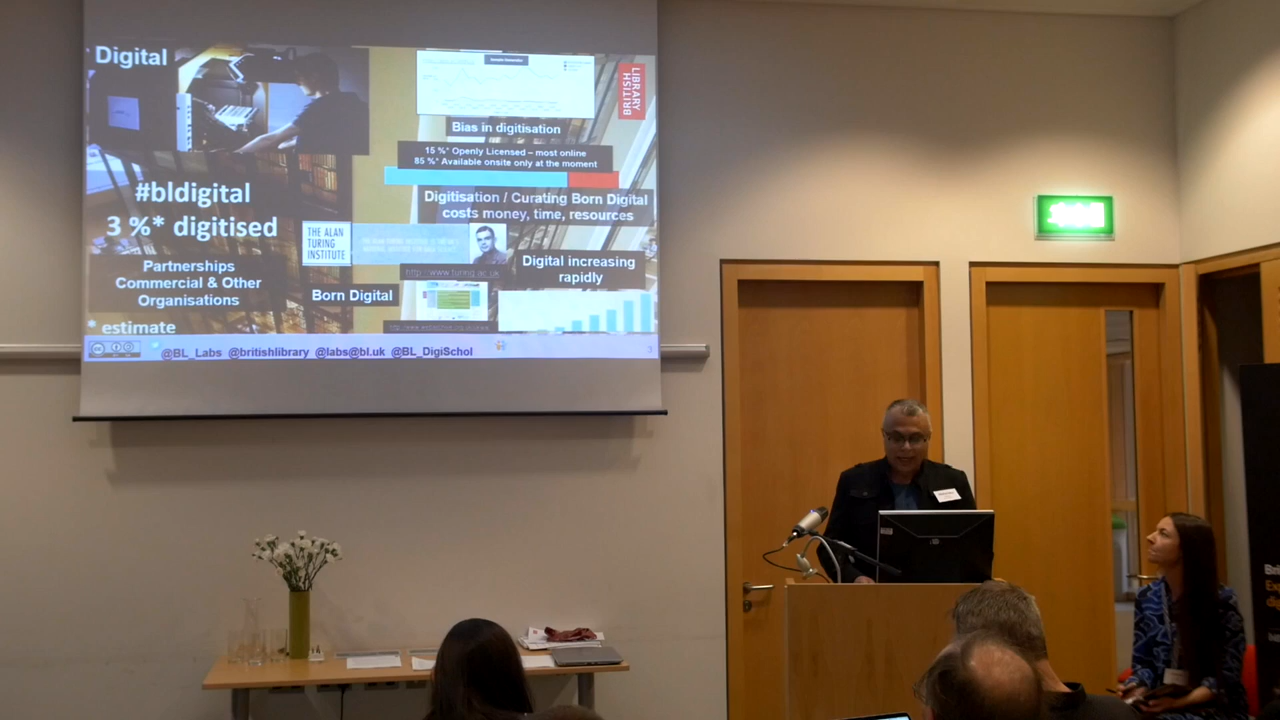 Digital
BRITISH
LIBRARY
Bias in digitisation
15 %* Openly Licensed – most online
85 %* Available onsite only at the moment
#bldigital
3 %* digitised
Digitisation / Curating Born Digital
costs money, time, resources
THE ALAN
TURING
INSTITUTE
http://www.turing.ac.uk
Digital increasing
rapidly
Partnerships
Commercial & Other
Organisations
Born Digital
* estimate
@BL_Labs @britishlibrary @labs@bl.uk @BL_DigiSchol
3